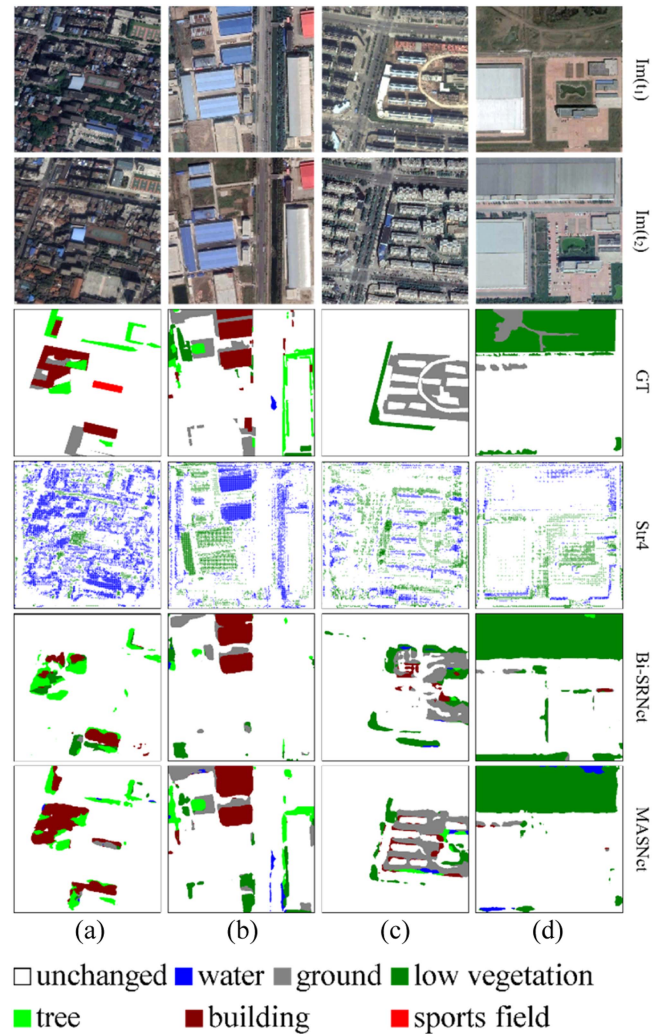 Im(t₁)
Im(t₂)
GT
Str4
Bi-SRNet
MASNet
(a) (b) (c) (d)
unchanged water ground low vegetation
tree building sports field